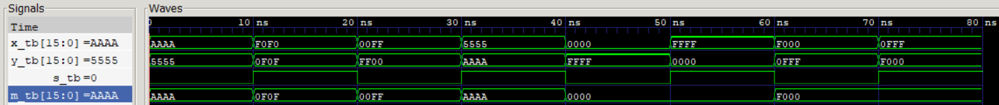 Signals
Waves
Time
0 10 ns 20 ns 30 ns 40 ns 50 ns 60 ns 70 ns 80 ns
x_tb[15:0] =AAAA AAAA F0F0 00FF 5555 0000 FFFF F000 0FFF
y_tb[15:0] =5555 5555 0F0F FF00 AAAA FFFF 0000 0FFF F000
s_tb =0
m_tb[15:0] =AAAA AAAA 0F0F 00FF AAAA 0000 F000